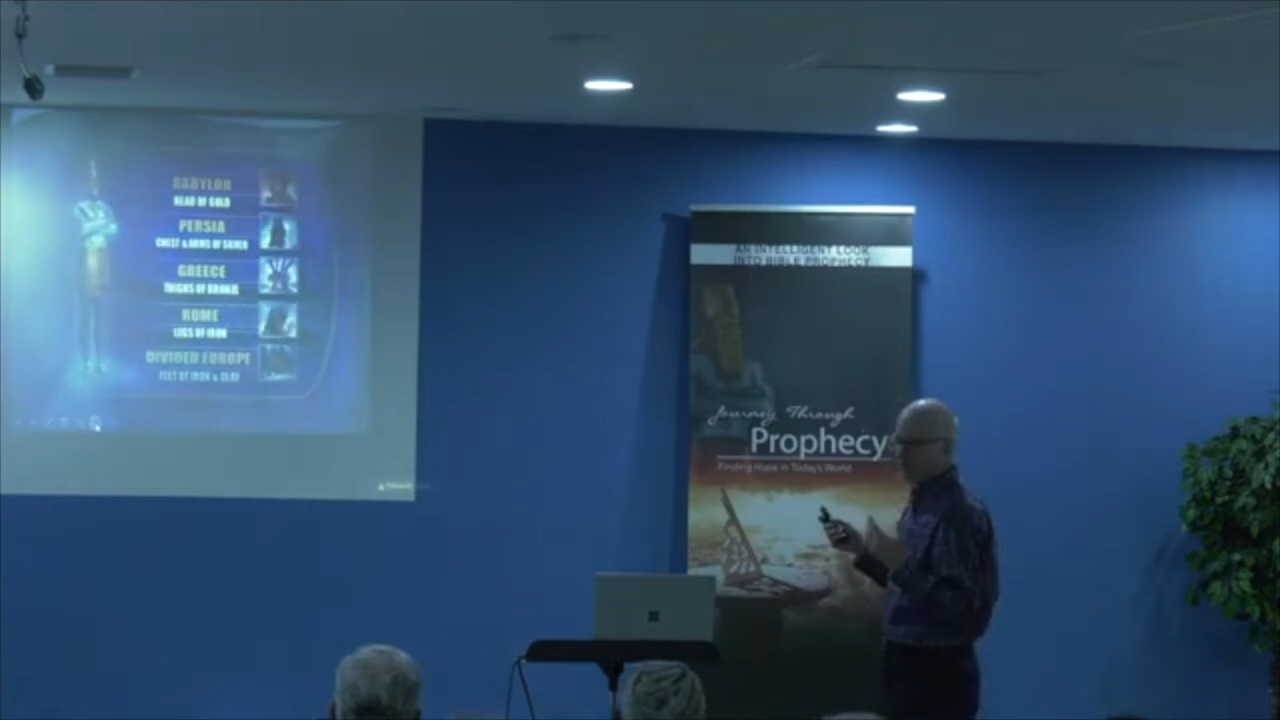 BABYLON
HEAD OF GOLD
PERSIA
CHEST & ARMS OF SILVER
GREECE
THIGHS OF BRONZE
ROME
LEGS OF IRON
DIVIDED EUROPE
FEET OF IRON & CLAY
AN INTELLIGENT LOOK
INTO BIBLE PROPHECY
Journey Through
Prophecy
Finding Hope in Today's World